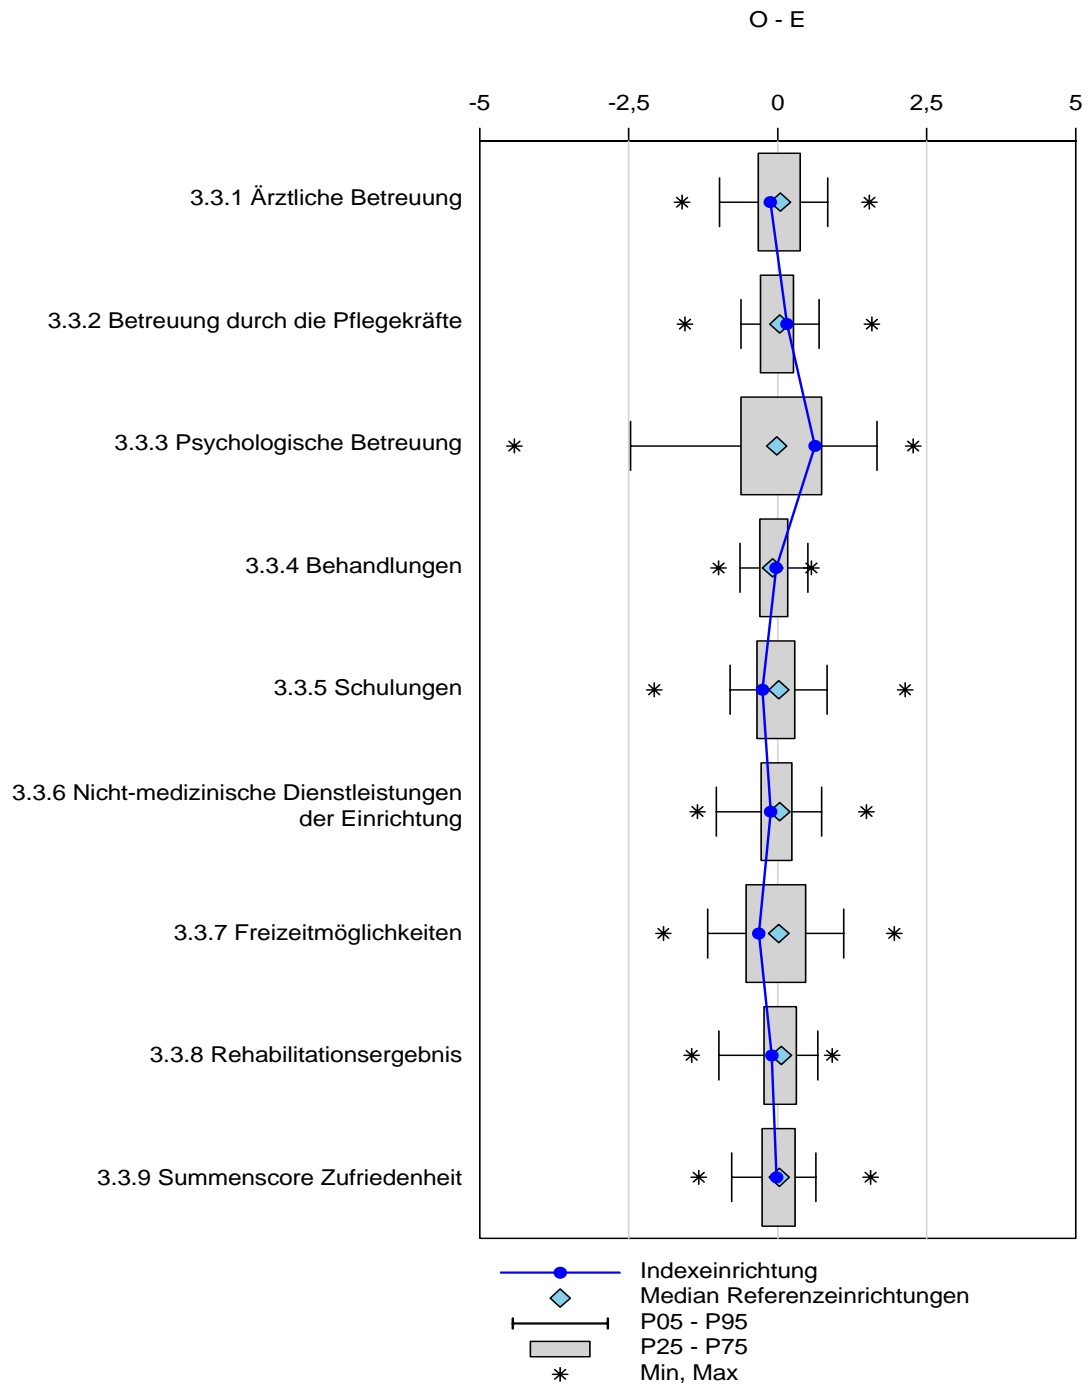 O - E
-5
-2,5
0
2,5
5
3.3.1 Ärztliche Betreuung
3.3.2 Betreuung durch die Pflegekräfte
3.3.3 Psychologische Betreuung
3.3.4 Behandlungen
3.3.5 Schulungen
3.3.6 Nicht-medizinische Dienstleistungen
der Einrichtung
3.3.7 Freizeitmöglichkeiten
3.3.8 Rehabilitationsergebnis
3.3.9 Summenscore Zufriedenheit
Indexeinrichtung
Median Referenzeinrichtungen
P05 - P95
P25 - P75
Min, Max